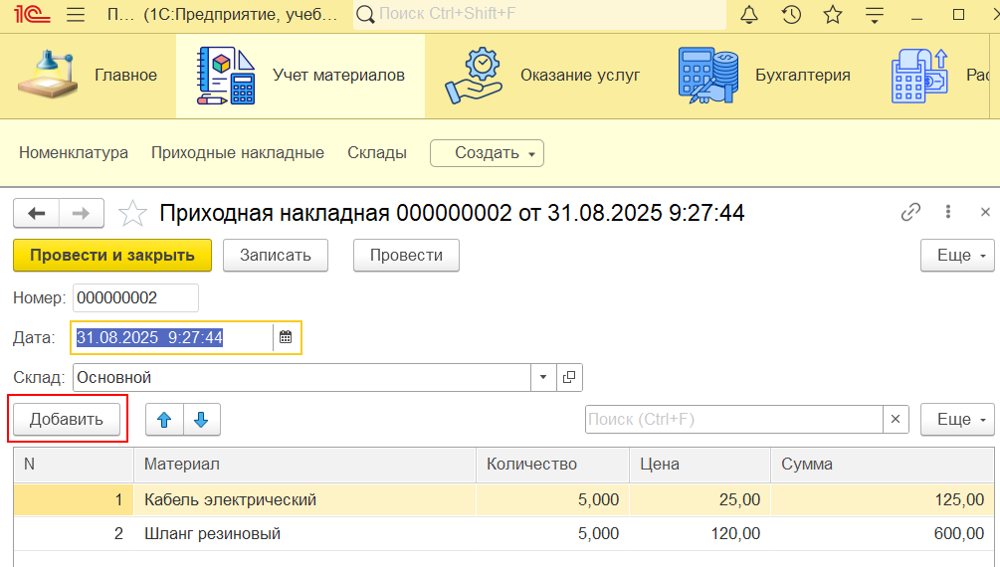 1С П... (1С:Предприятие, учеб... Поиск Ctrl+Shift+F
Главное Учет материалов Оказание услуг Бухгалтерия Рас
Номенклатура Приходные накладные Склады Создать
Приходная накладная 000000002 от 31.08.2025 9:27:44
Провести и закрыть Записать Провести Еще
Номер: 000000002
Дата: 31.08.2025 9:27:44
Склад: Основной
Добавить Поиск (Ctrl+F) Еще
N Материал Количество Цена Сумма
1 Кабель электрический 5,000 25,00 125,00
2 Шланг резиновый 5,000 120,00 600,00